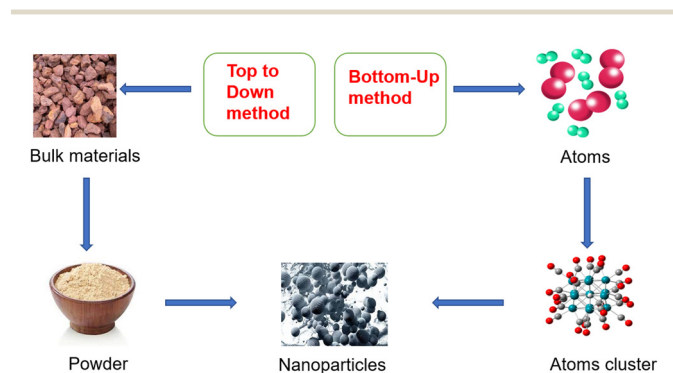 Top to
Down
method
Bottom-Up
method
Bulk materials
Atoms
Powder
Nanoparticles
Atoms cluster